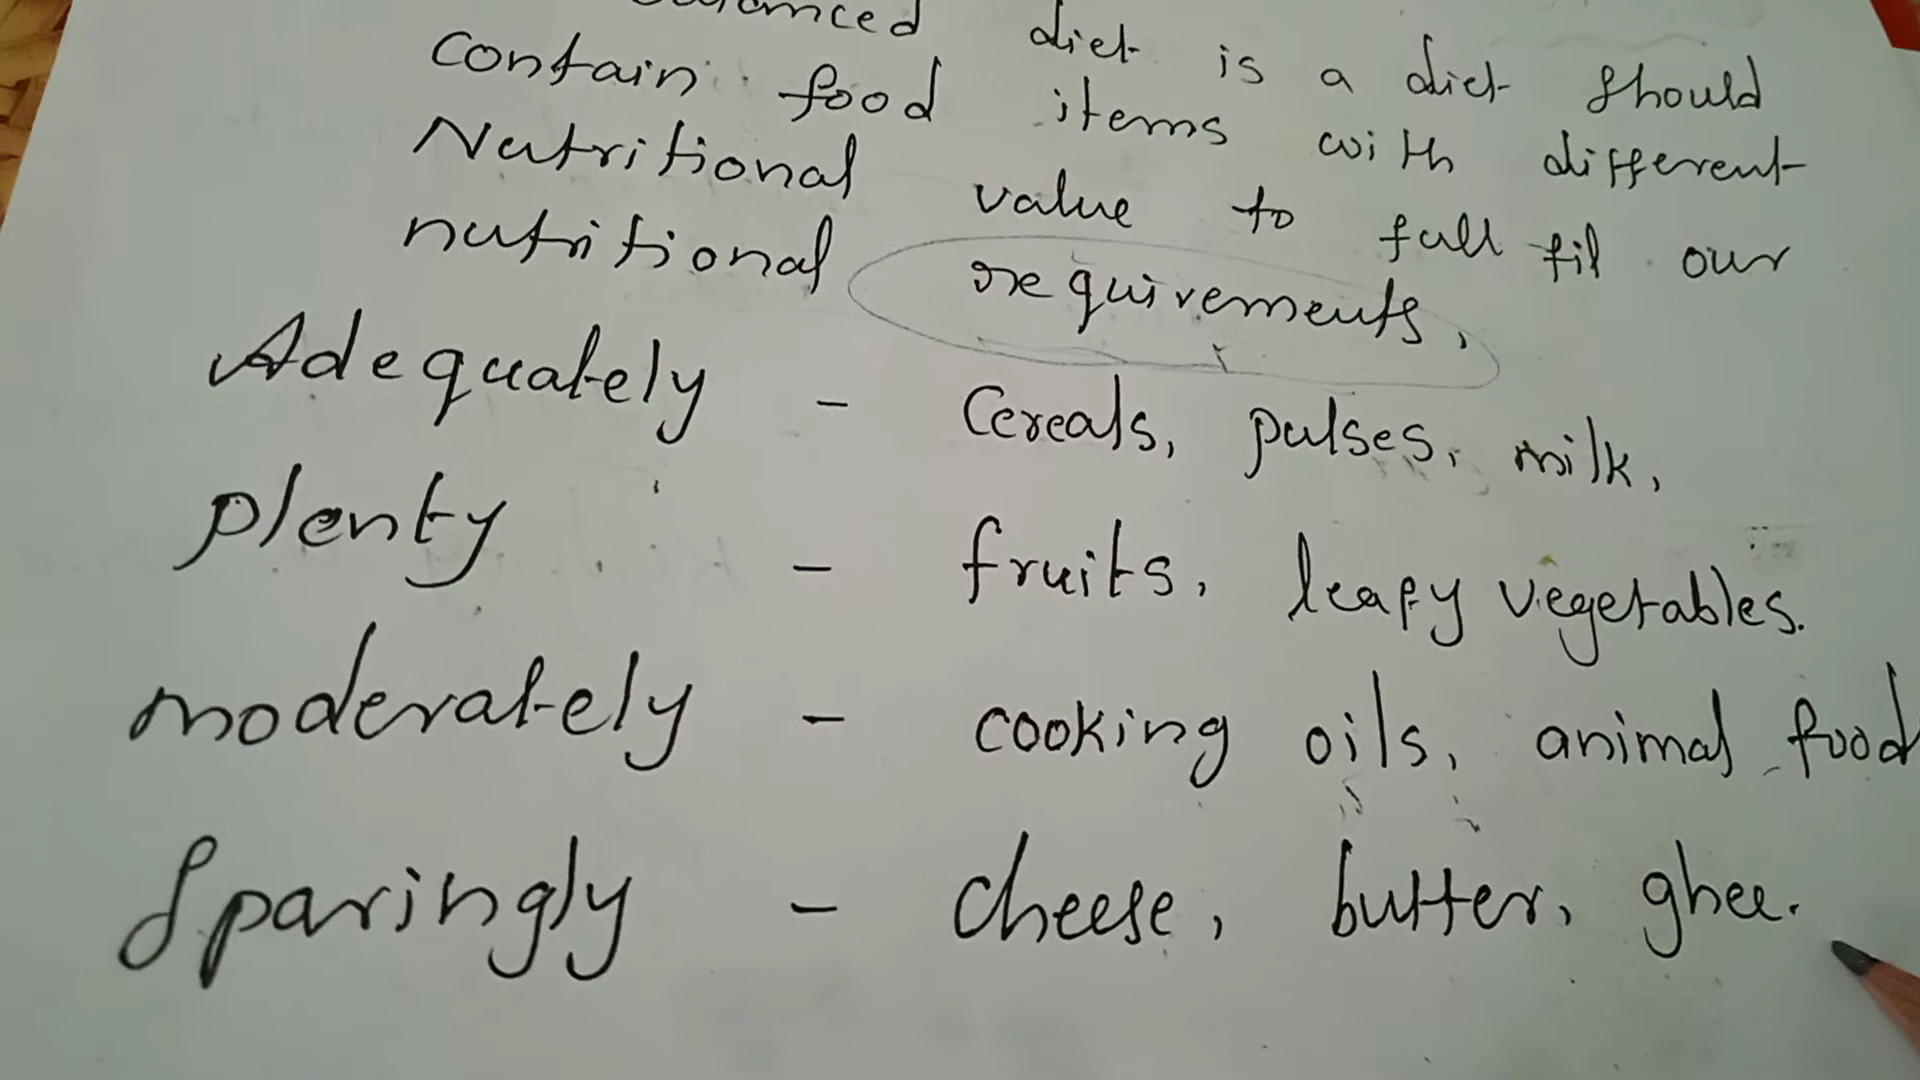 balanced diet is a diet should
contain food items with different
Nutritional value to full fil our
nutritional requirements,
Adequately - Cereals, pulses, milk,
plenty - fruits, leafy vegetables.
moderately - cooking oils, animal food
Sparingly - cheese, butter, ghee.